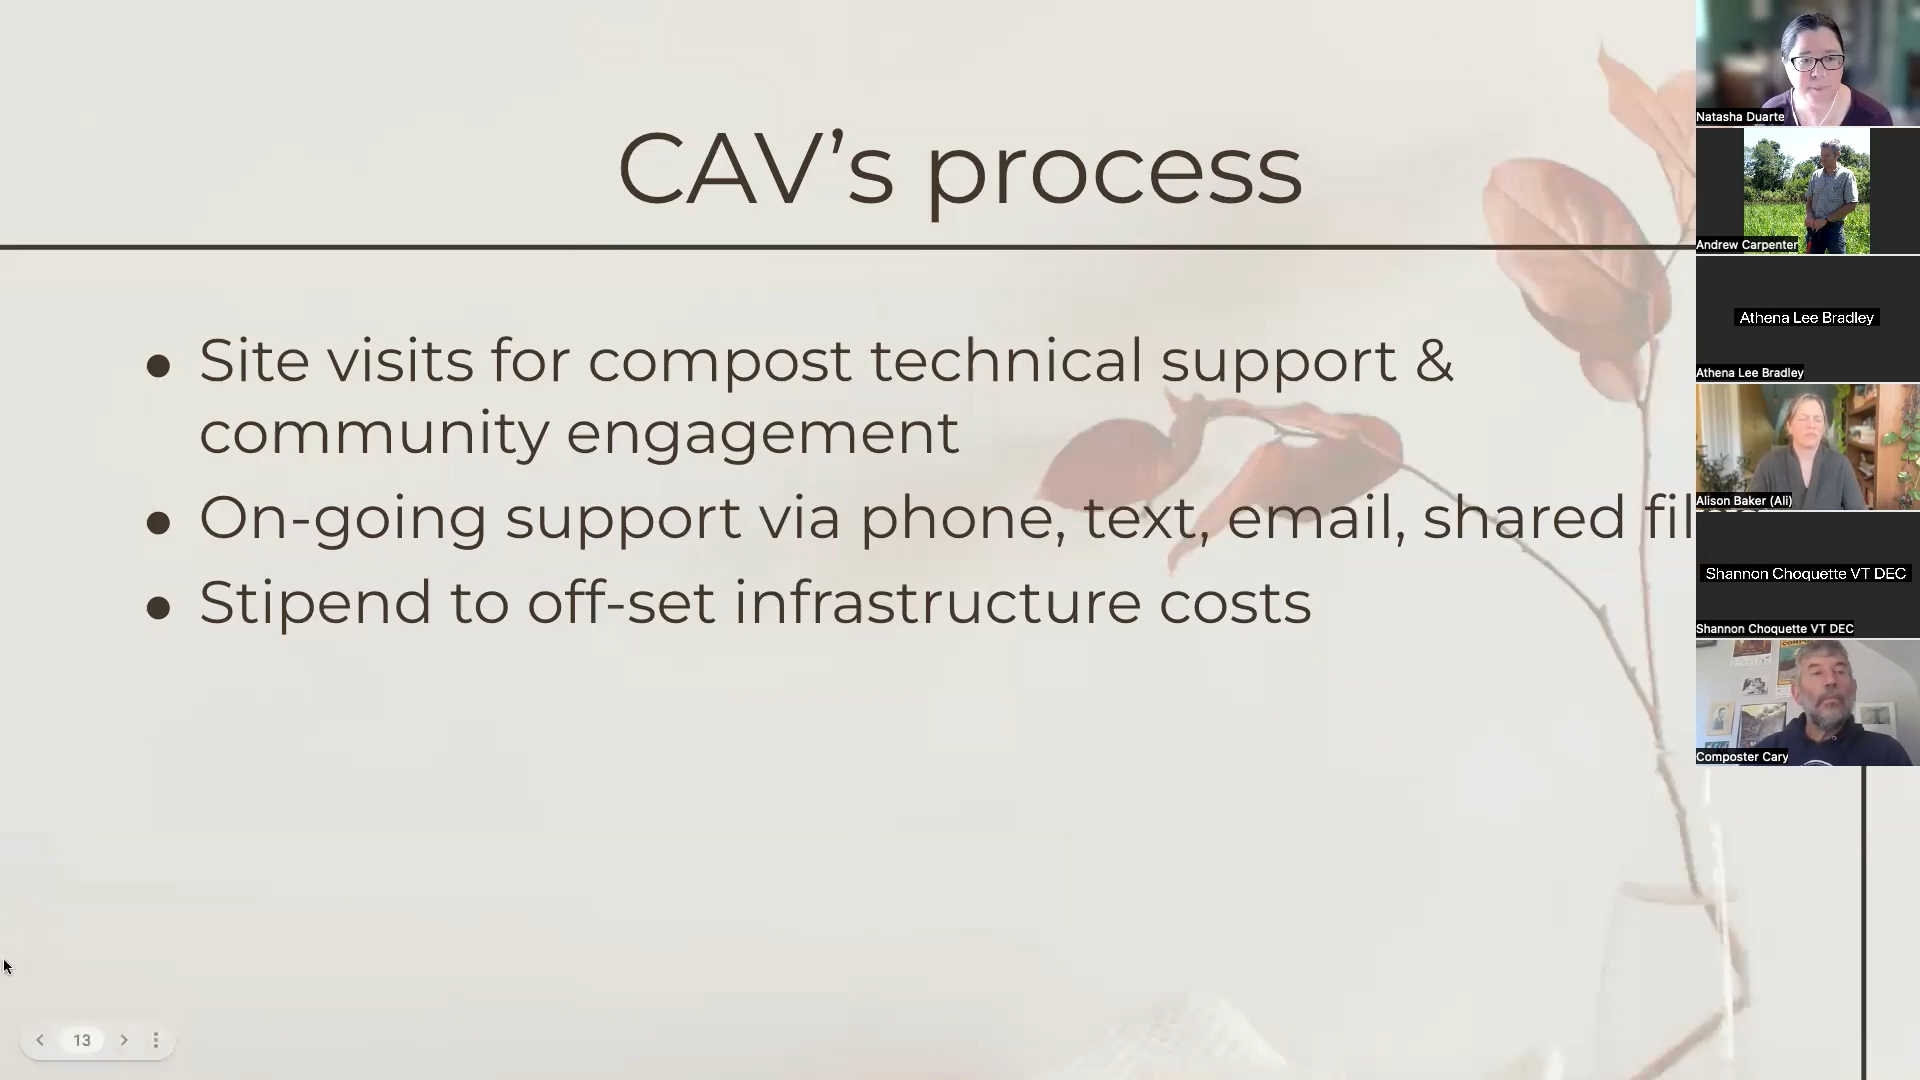 CAV’s process
● Site visits for compost technical support &
community engagement
● On-going support via phone, text, email, shared
● Stipend to off-set infrastructure costs
13
Natasha Duarte
Andrew Carpenter
Athena Lee Bradley
Athena Lee Bradley
Alison Baker (Ali)
Shannon Choquette VT DEC
Shannon Choquette VT DEC
Composter Cary